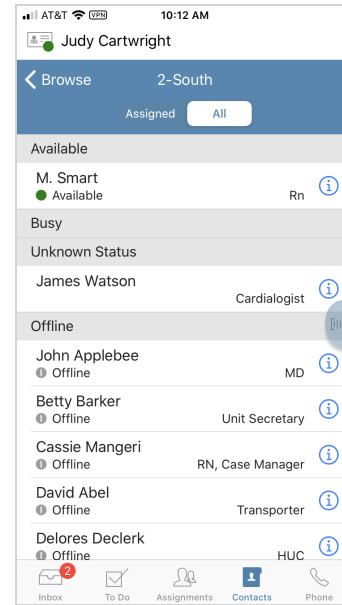 AT&T VPN 10:12 AM
Judy Cartwright
Browse 2-South
Assigned All
Available
M. Smart
Available Rn
Busy
Unknown Status
James Watson
Cardialogist
Offline
John Applebee
Offline MD
Betty Barker
Offline Unit Secretary
Cassie Mangeri
Offline RN, Case Manager
David Abel
Offline Transporter
Delores Declerk
Offline HUC
2
Inbox To Do Assignments Contacts Phone